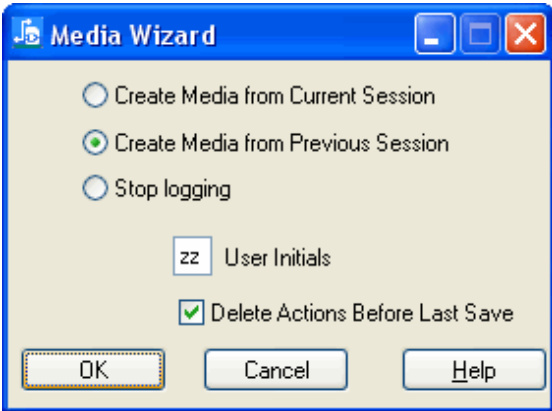 Media Wizard
Create Media from Current Session
Create Media from Previous Session
Stop logging
zz User Initials
Delete Actions Before Last Save
OK Cancel Help